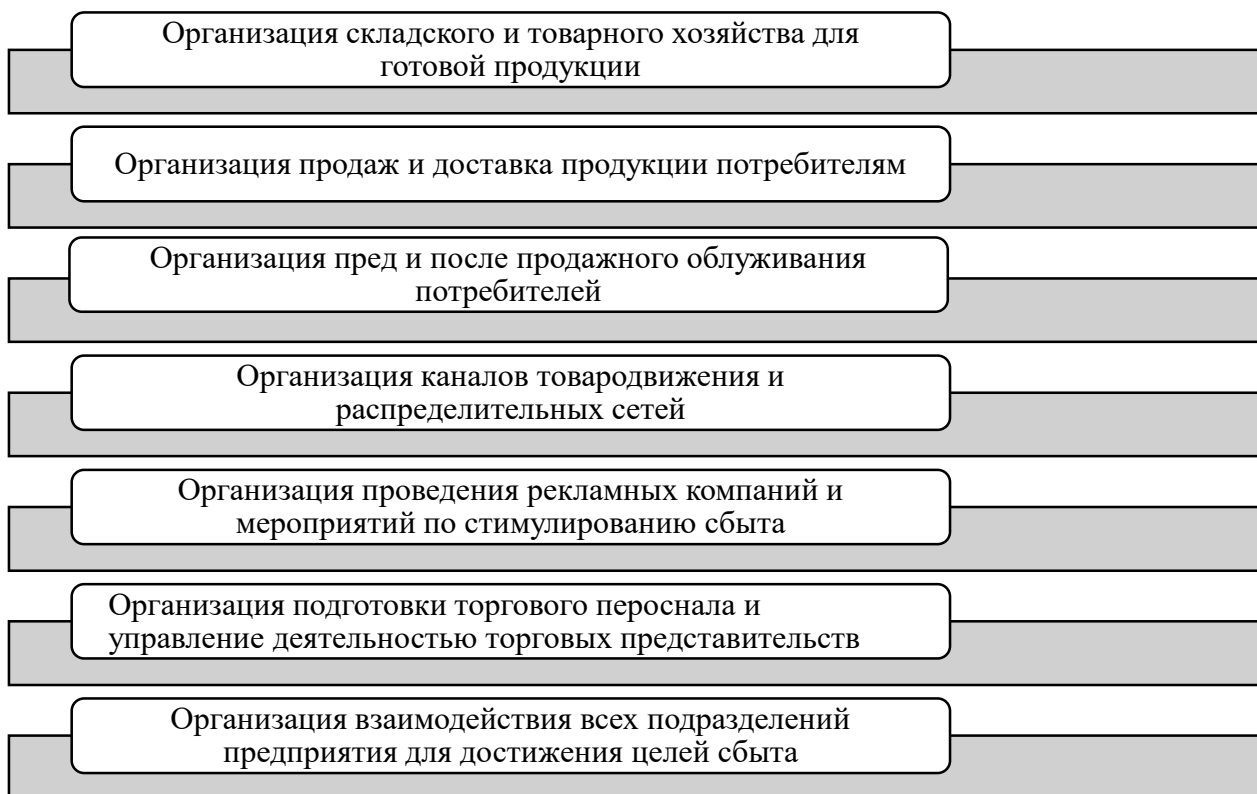 Организация складского и товарного хозяйства для
готовой продукции
Организация продаж и доставка продукции потребителям
Организация пред и после продажного облуживания
потребителей
Организация каналов товародвижения и
распределительных сетей
Организация проведения рекламных компаний и
мероприятий по стимулированию сбыта
Организация подготовки торгового пероснала и
управление деятельностью торговых представительств
Организация взаимодействия всех подразделений
предприятия для достижения целей сбыта